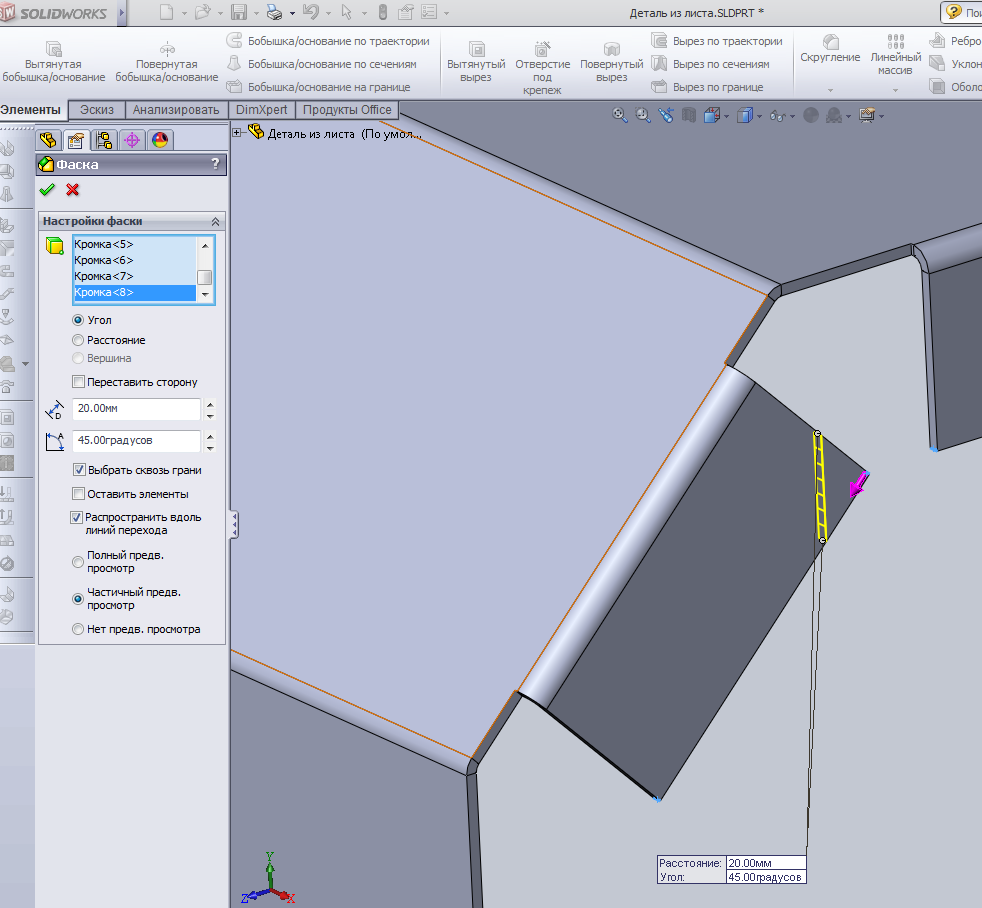 SOLIDWORKS
Деталь из листа.SLDPRT *
Вытянутая
бобышка/основание
Повернутая
бобышка/основание
Бобышка/основание по траектории
Бобышка/основание по сечениям
Бобышка/основание на границе
Вытянутый
вырез
Отверстие
под
крепеж
Повернутый
вырез
Вырез по траектории
Вырез по сечениям
Вырез по границе
Скругление
Линейный
массив
Ребро
Уклон
Элементы
Эскиз
Анализировать
DimXpert
Продукты Office
Деталь из листа (По умол...
Фаска
?
Настройки фаски
Кромка<5>
Кромка<6>
Кромка<7>
Кромка<8>
Угол
Расстояние
Вершина
Переставить сторону
D
20.00мм
A
45.00градусов
Выбрать сквозь грани
Оставить элементы
Распространить вдоль
линий перехода
Полный предв.
просмотр
Частичный предв.
просмотр
Нет предв. просмотра
Расстояние: 20.00мм
Угол: 45.00градусов
Y
Z
X